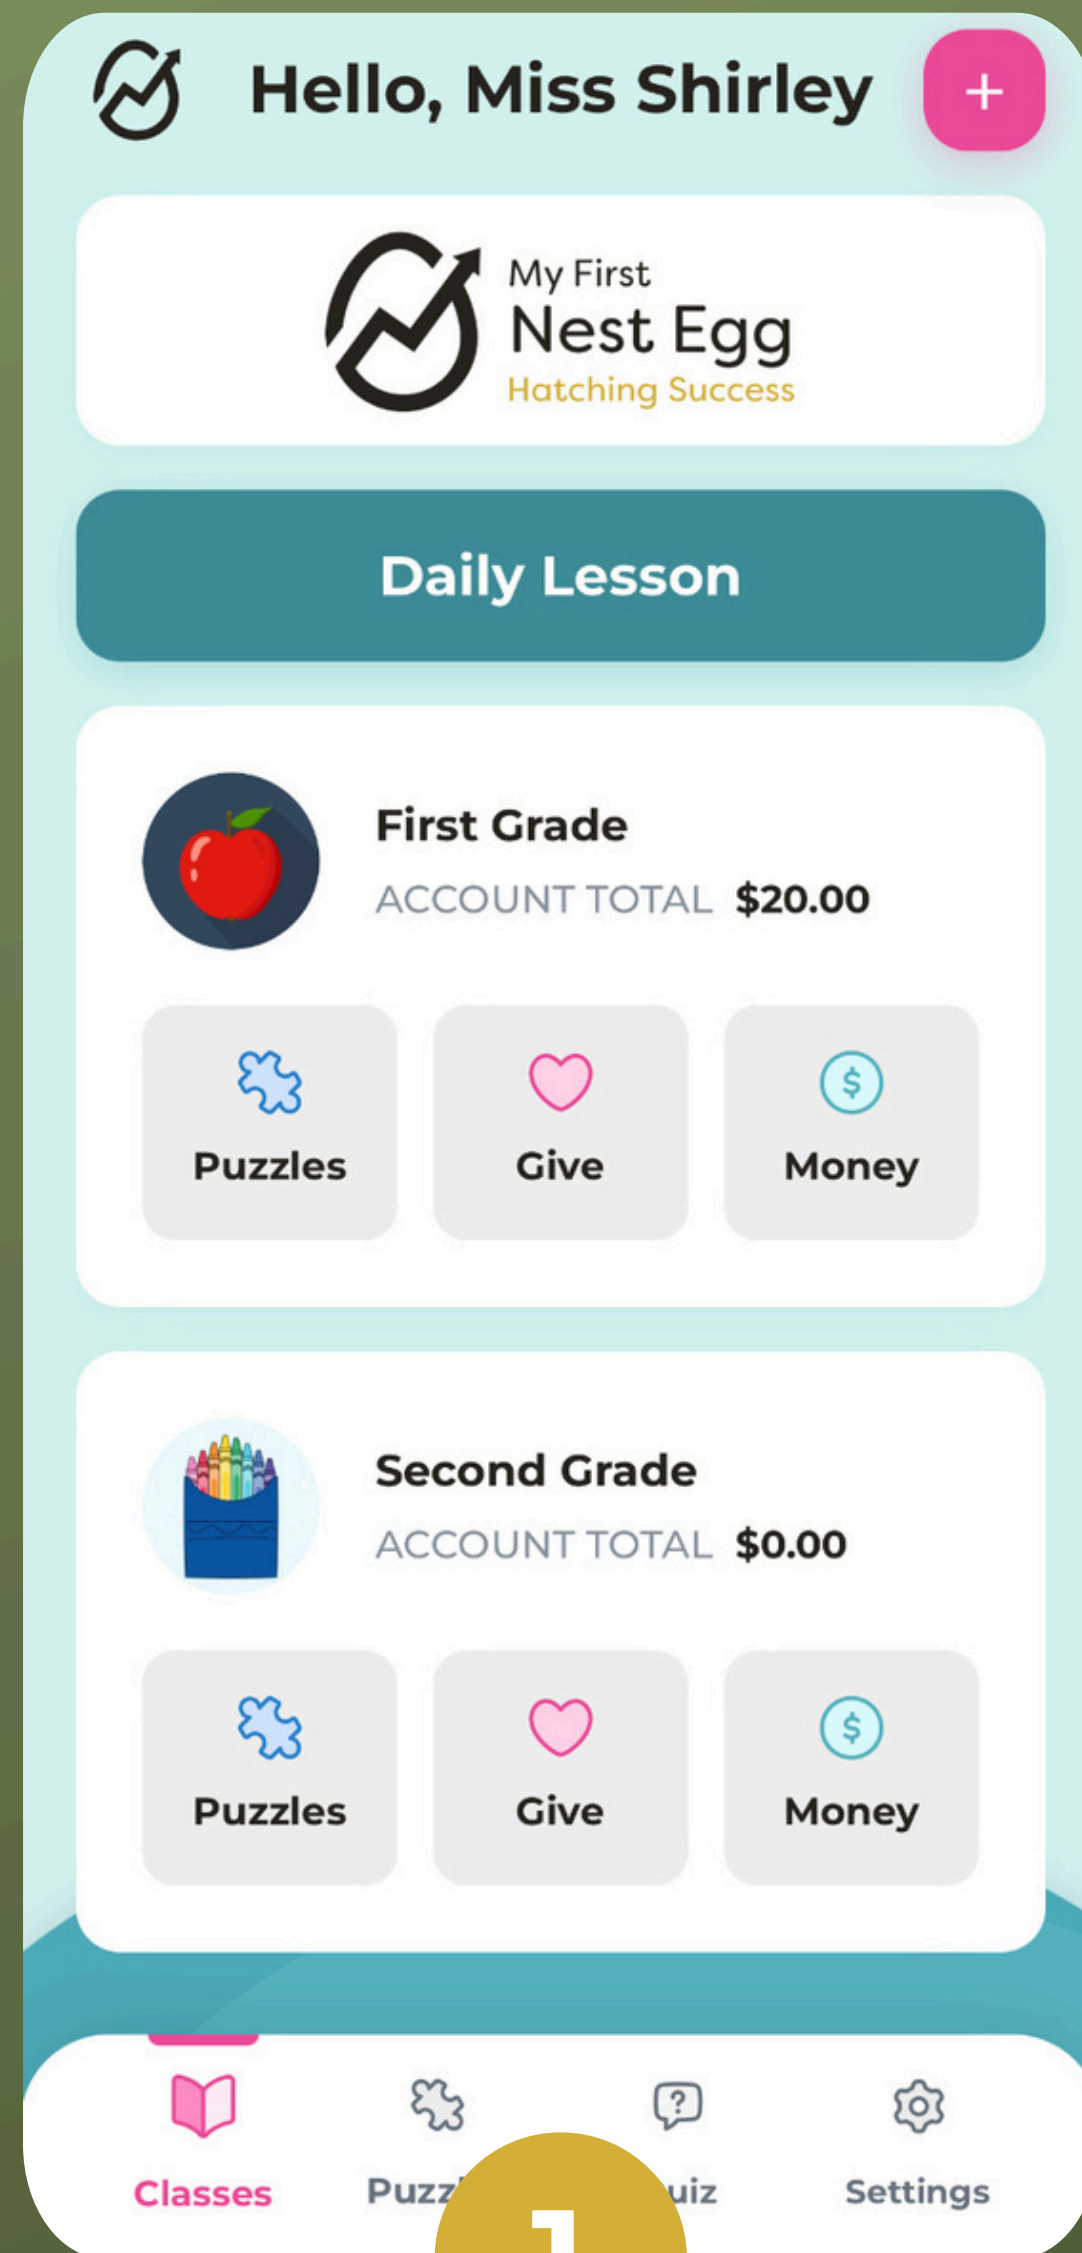 Hello, Miss Shirley
+
My First
Nest Egg
Hatching Success
Daily Lesson
First Grade
ACCOUNT TOTAL $20.00
Puzzles Give Money
Second Grade
ACCOUNT TOTAL $0.00
Puzzles Give Money
Classes Settings
1